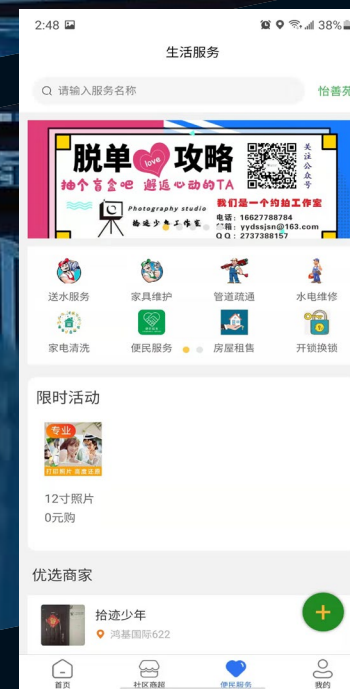 2:48
38%
生活服务
请输入服务名称
怡善苑
脱单 love 攻略
抽个盲盒吧 邂逅心动的TA
关注公众号
Photography studio
拾迹少年工作室
我们是一个约拍工作室
电话：16627788784
邮箱：yydssjsn@163.com
QQ：2737388157
送水服务 家具维护 管道疏通 水电维修
家电清洗 便民服务 房屋租售 开锁换锁
限时活动
专业
打印照片
12寸照片
0元购
优选商家
拾迹少年
鸿基国际622
首页 社区商超 便民服务 我的